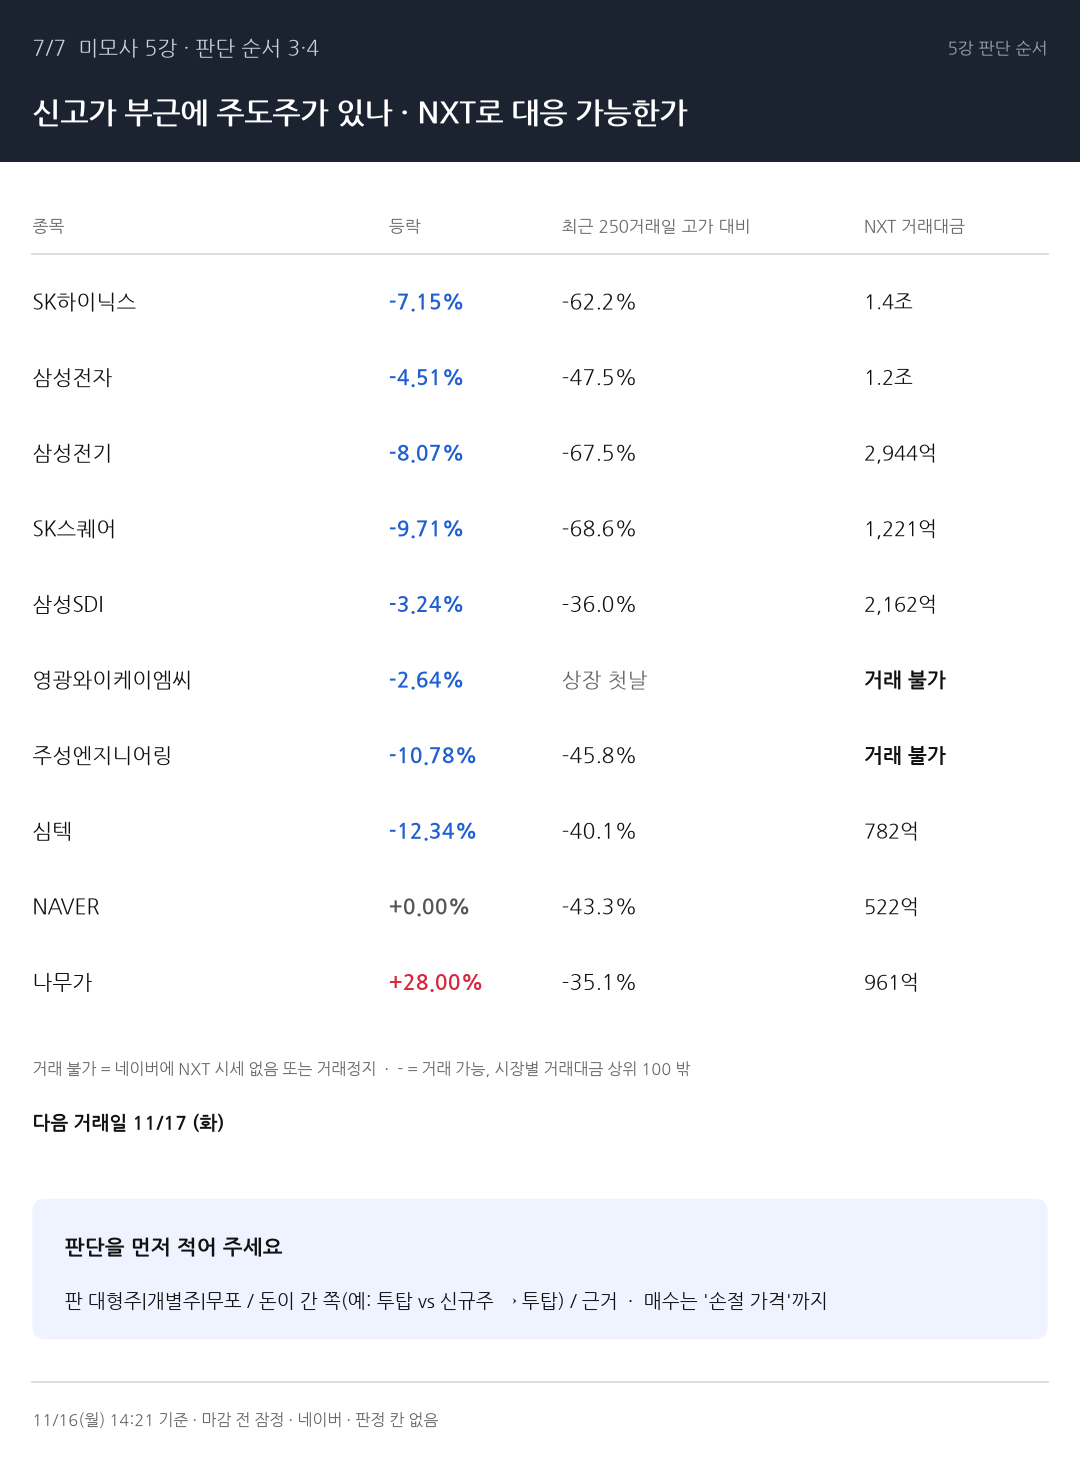 7/7 미모사 5강 · 판단 순서 3·4
5강 판단 순서
신고가 부근에 주도주가 있나 · NXT로 대응 가능한가
종목 등락 최근 250거래일 고가 대비 NXT 거래대금
SK하이닉스 -7.15% -62.2% 1.4조
삼성전자 -4.51% -47.5% 1.2조
삼성전기 -8.07% -67.5% 2,944억
SK스퀘어 -9.71% -68.6% 1,221억
삼성SDI -3.24% -36.0% 2,162억
영광와이케이엠씨 -2.64% 상장 첫날 거래 불가
주성엔지니어링 -10.78% -45.8% 거래 불가
심텍 -12.34% -40.1% 782억
NAVER +0.00% -43.3% 522억
나무가 +28.00% -35.1% 961억
거래 불가 = 네이버에 NXT 시세 없음 또는 거래정지 · - = 거래 가능, 시장별 거래대금 상위 100 밖
다음 거래일 11/17 (화)
판단을 먼저 적어 주세요
판 대형주|개별주|무포 / 돈이 간 쪽(예: 투탑 vs 신규주 → 투탑) / 근거 · 매수는 '손절 가격'까지
11/16(월) 14:21 기준 · 마감 전 잠정 · 네이버 · 판정 칸 없음